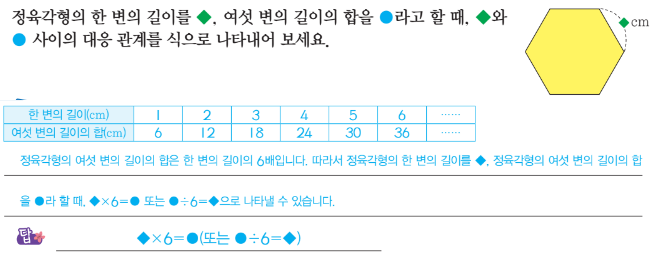 정육각형의 한 변의 길이를 ◆, 여섯 변의 길이의 합을 ●라고 할 때, ◆와
● 사이의 대응 관계를 식으로 나타내어 보세요.
◆cm
한 변의 길이(cm) 1 2 3 4 5 6 ……
여섯 변의 길이의 합(cm) 6 12 18 24 30 36 ……
정육각형의 여섯 변의 길이의 합은 한 변의 길이의 6배입니다. 따라서 정육각형의 한 변의 길이를 ◆, 정육각형의 여섯 변의 길이의 합
을 ●라 할 때, ◆×6=● 또는 ●÷6=◆으로 나타낼 수 있습니다.
답 ◆×6=●(또는 ●÷6=◆)